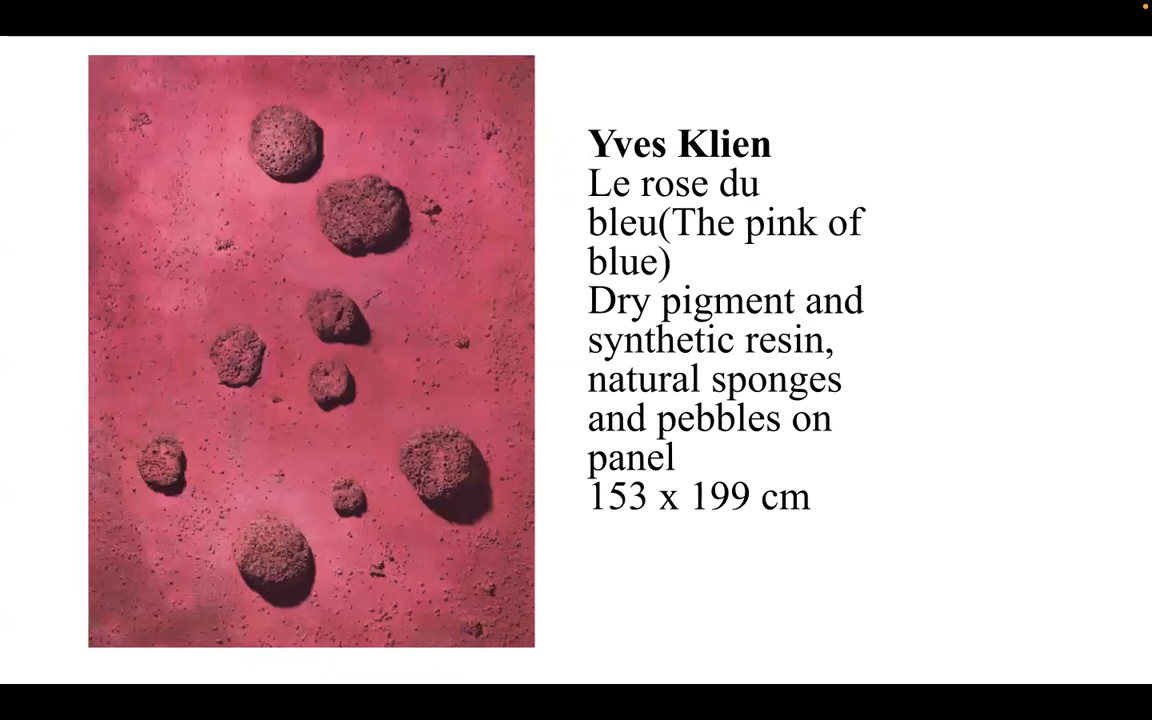 Yves Klien
Le rose du
bleu(The pink of
blue)
Dry pigment and
synthetic resin,
natural sponges
and pebbles on
panel
153 x 199 cm